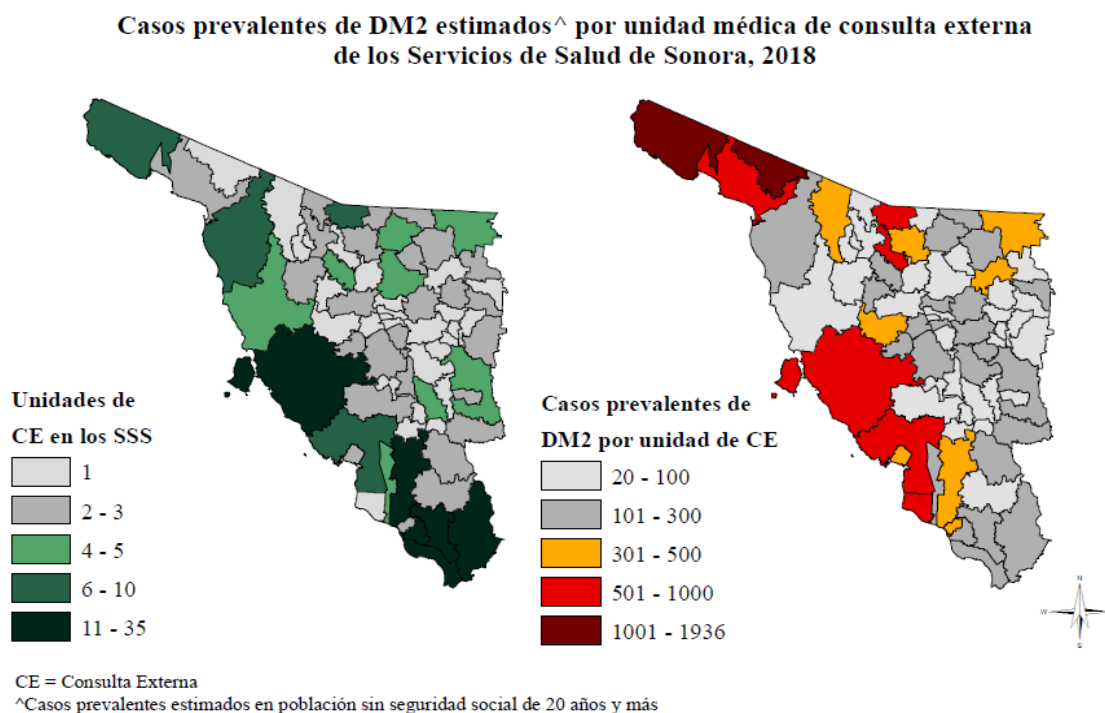 Casos prevalentes de DM2 estimados^ por unidad médica de consulta externa
de los Servicios de Salud de Sonora, 2018
Unidades de
CE en los SSS
1
2 - 3
4 - 5
6 - 10
11 - 35
Casos prevalentes de
DM2 por unidad de CE
20 - 100
101 - 300
301 - 500
501 - 1000
1001 - 1936
N
W
E
S
CE = Consulta Externa
^Casos prevalentes estimados en población sin seguridad social de 20 años y más